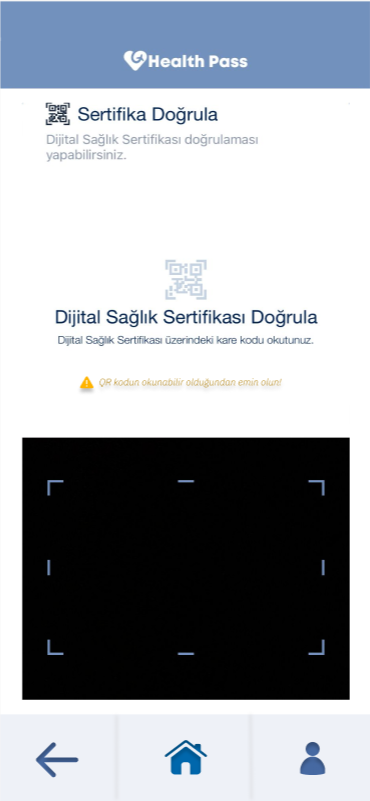 Health Pass
Sertifika Doğrula
Dijital Sağlık Sertifikası doğrulaması
yapabilirsiniz.
Dijital Sağlık Sertifikası Doğrula
Dijital Sağlık Sertifikası üzerindeki kare kodu okutunuz.
QR kodun okunabilir olduğundan emin olun!